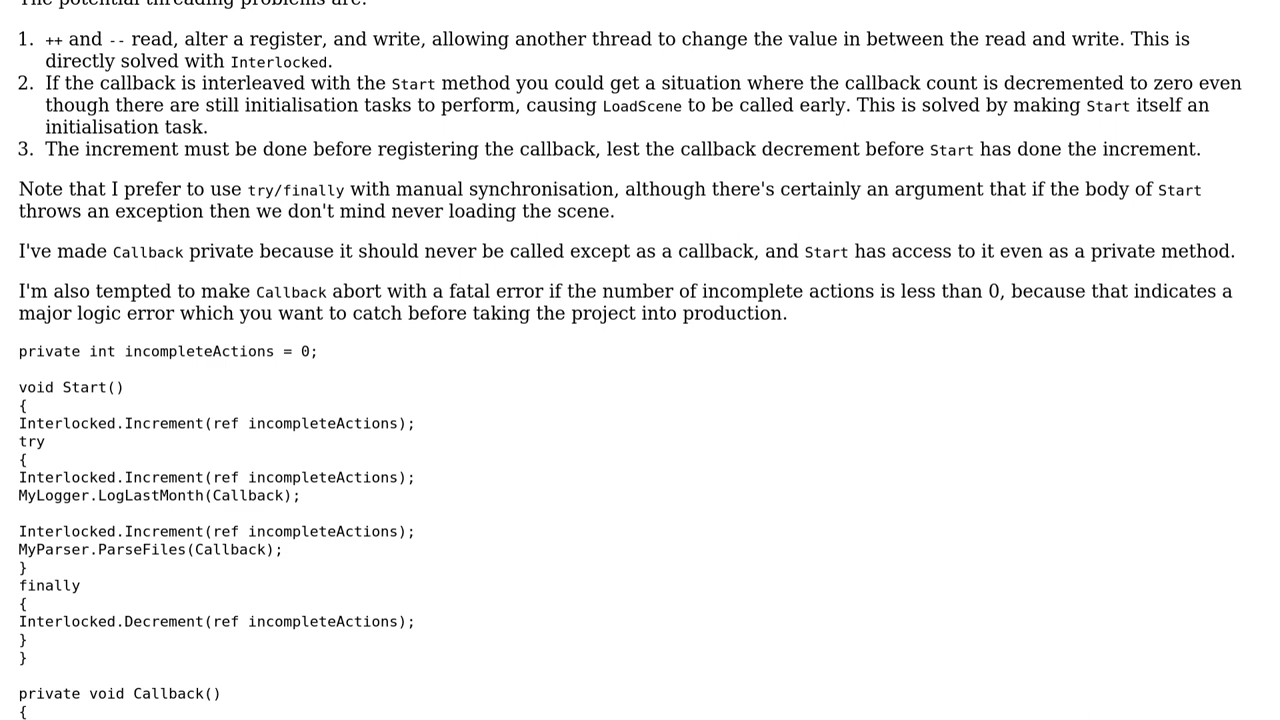 The potential threading problems are:
1. ++ and -- read, alter a register, and write, allowing another thread to change the value in between the read and write. This is
directly solved with Interlocked.
2. If the callback is interleaved with the Start method you could get a situation where the callback count is decremented to zero even
though there are still initialisation tasks to perform, causing LoadScene to be called early. This is solved by making Start itself an
initialisation task.
3. The increment must be done before registering the callback, lest the callback decrement before Start has done the increment.
Note that I prefer to use try/finally with manual synchronisation, although there's certainly an argument that if the body of Start
throws an exception then we don't mind never loading the scene.
I've made Callback private because it should never be called except as a callback, and Start has access to it even as a private method.
I'm also tempted to make Callback abort with a fatal error if the number of incomplete actions is less than 0, because that indicates a
major logic error which you want to catch before taking the project into production.
private int incompleteActions = 0;
void Start()
{
Interlocked.Increment(ref incompleteActions);
try
{
Interlocked.Increment(ref incompleteActions);
MyLogger.LogLastMonth(Callback);
Interlocked.Increment(ref incompleteActions);
MyParser.ParseFiles(Callback);
}
finally
{
Interlocked.Decrement(ref incompleteActions);
}
}
private void Callback()
{